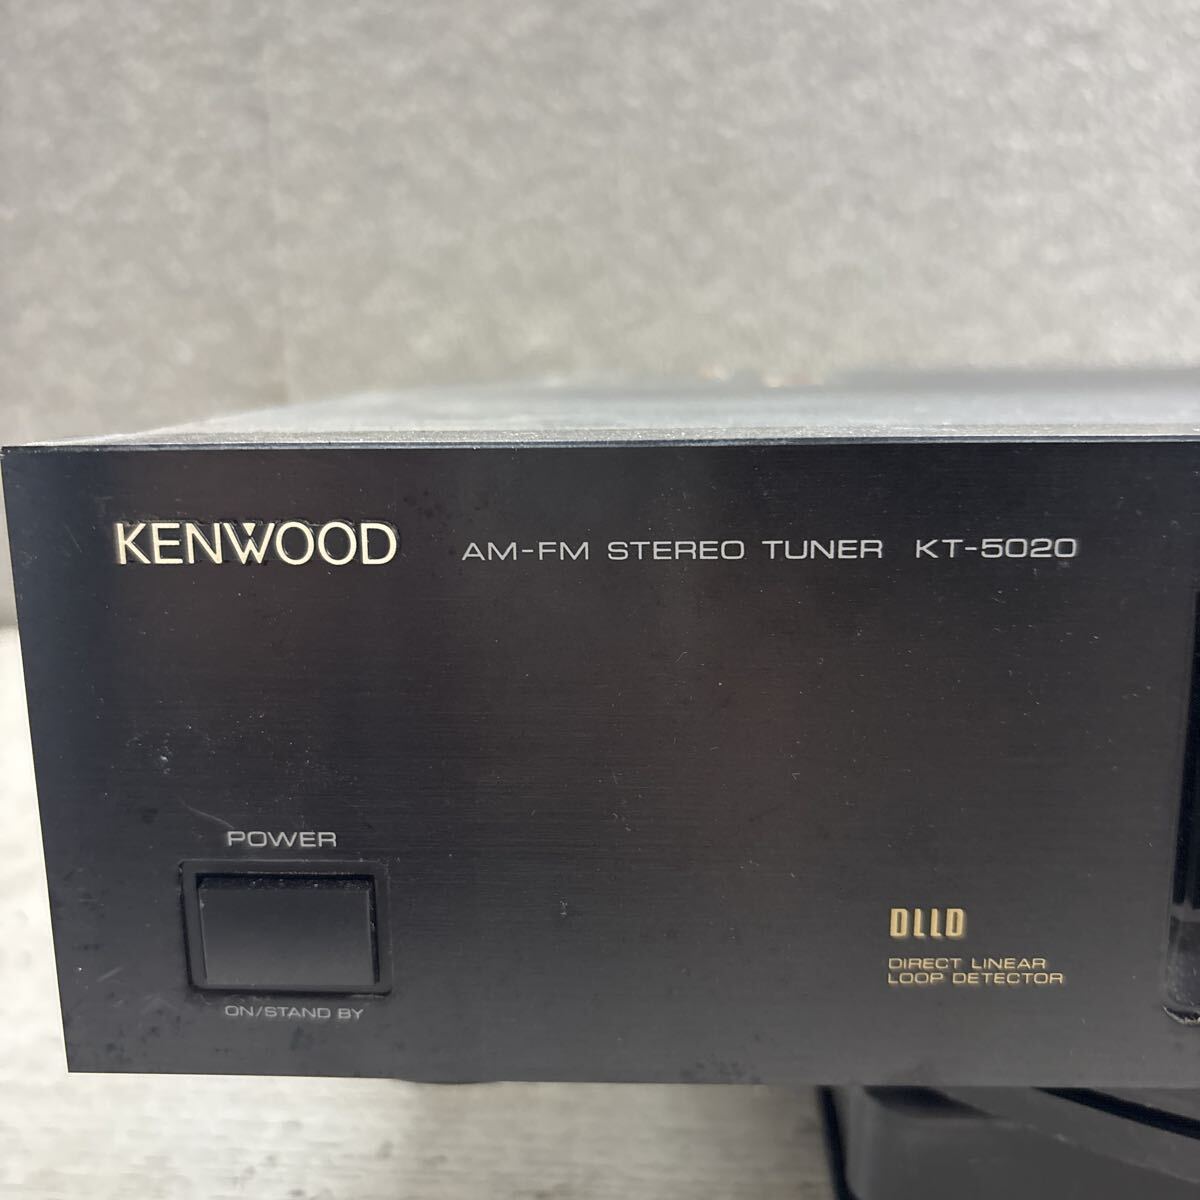 KENWOOD AM-FM STEREO TUNER KT-5020
POWER
ON/STAND BY
DLLD
DIRECT LINEAR
LOOP DETECTOR